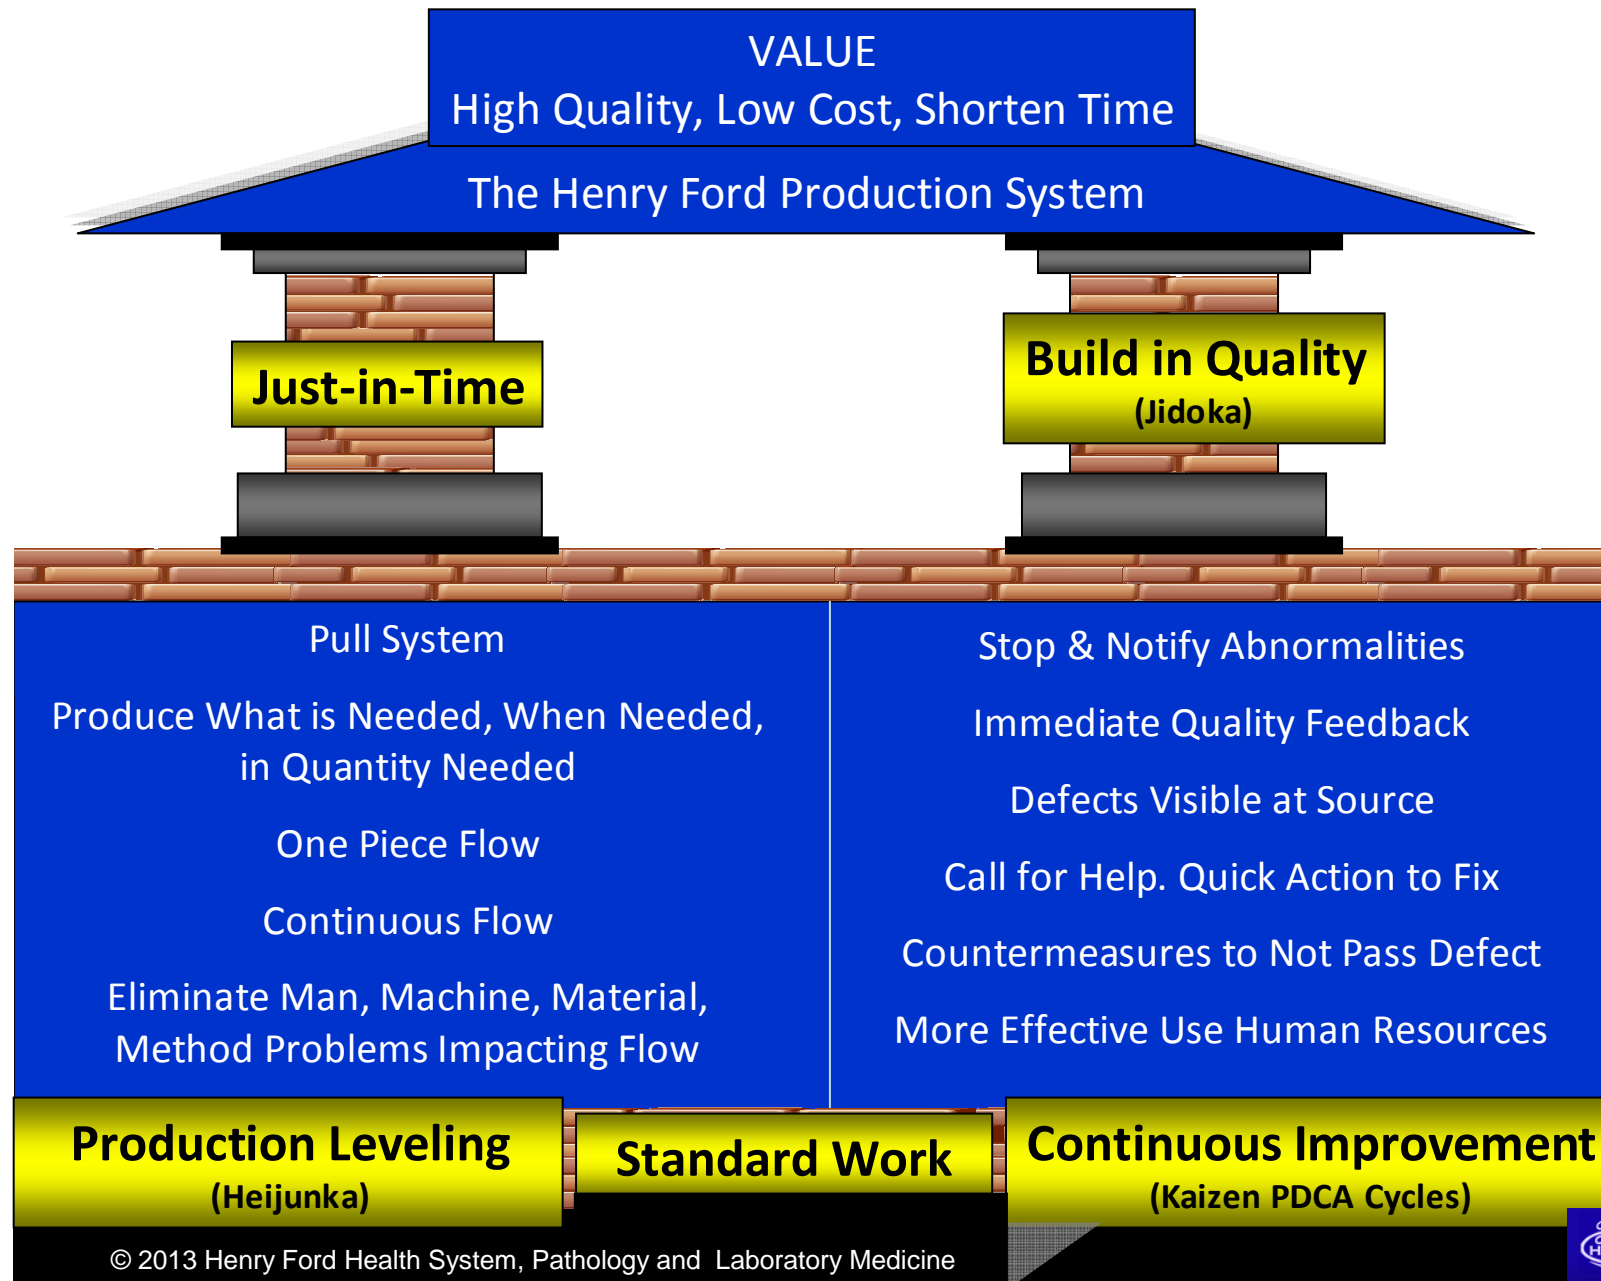 VALUE
High Quality, Low Cost, Shorten Time
The Henry Ford Production System
Just-in-Time
Build in Quality
(Jidoka)
Pull System
Produce What is Needed, When Needed,
in Quantity Needed
One Piece Flow
Continuous Flow
Eliminate Man, Machine, Material,
Method Problems Impacting Flow
Stop & Notify Abnormalities
Immediate Quality Feedback
Defects Visible at Source
Call for Help. Quick Action to Fix
Countermeasures to Not Pass Defect
More Effective Use Human Resources
Production Leveling
(Heijunka)
Standard Work
Continuous Improvement
(Kaizen PDCA Cycles)
© 2013 Henry Ford Health System, Pathology and Laboratory Medicine